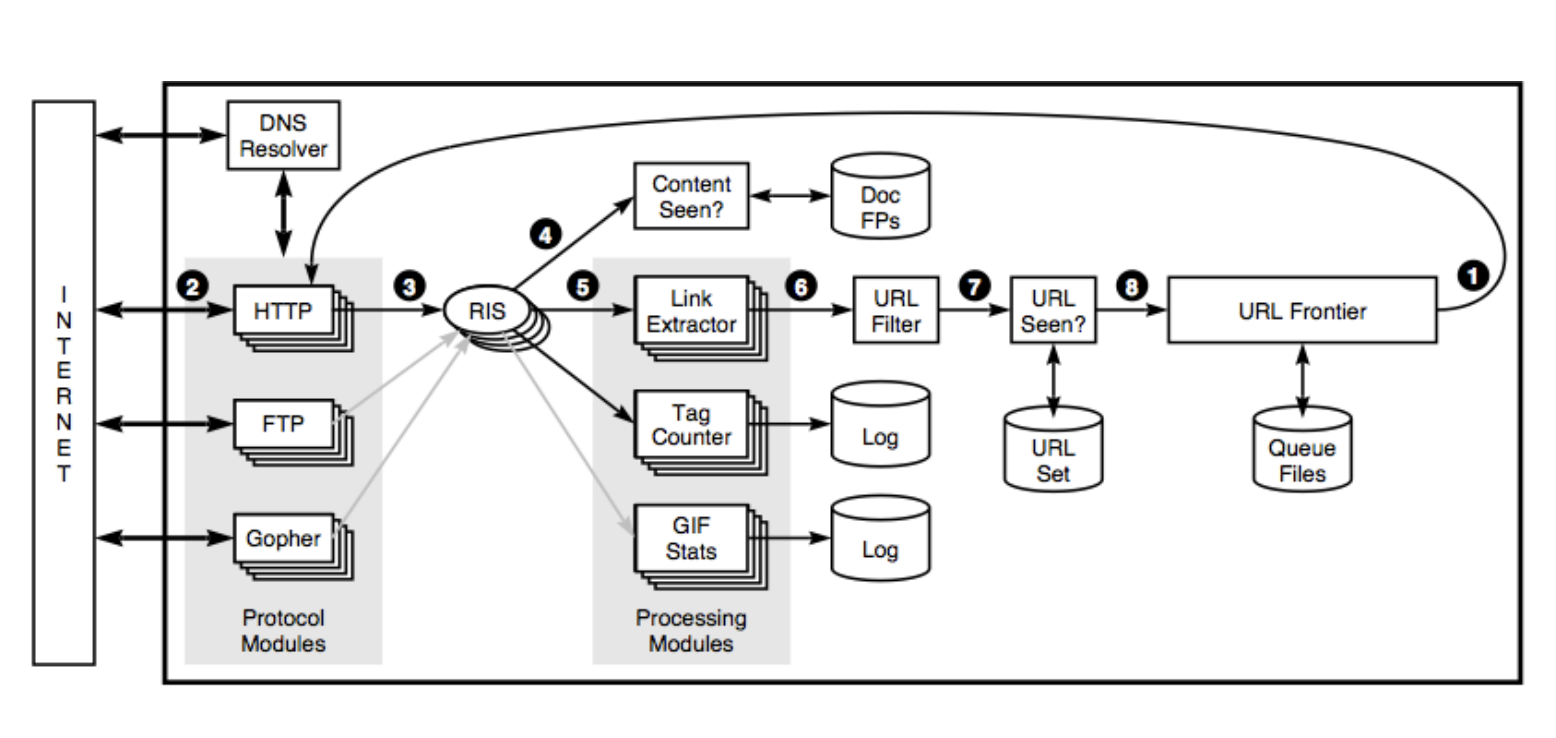 DNS
Resolver
Content
Seen?
Doc
FPs
4
1
2
3
5
6
7
8
INTERNET
HTTP
RIS
Link
Extractor
URL
Filter
URL
Seen?
URL Frontier
FTP
Tag
Counter
Log
URL
Set
Queue
Files
Gopher
GIF
Stats
Log
Protocol
Modules
Processing
Modules